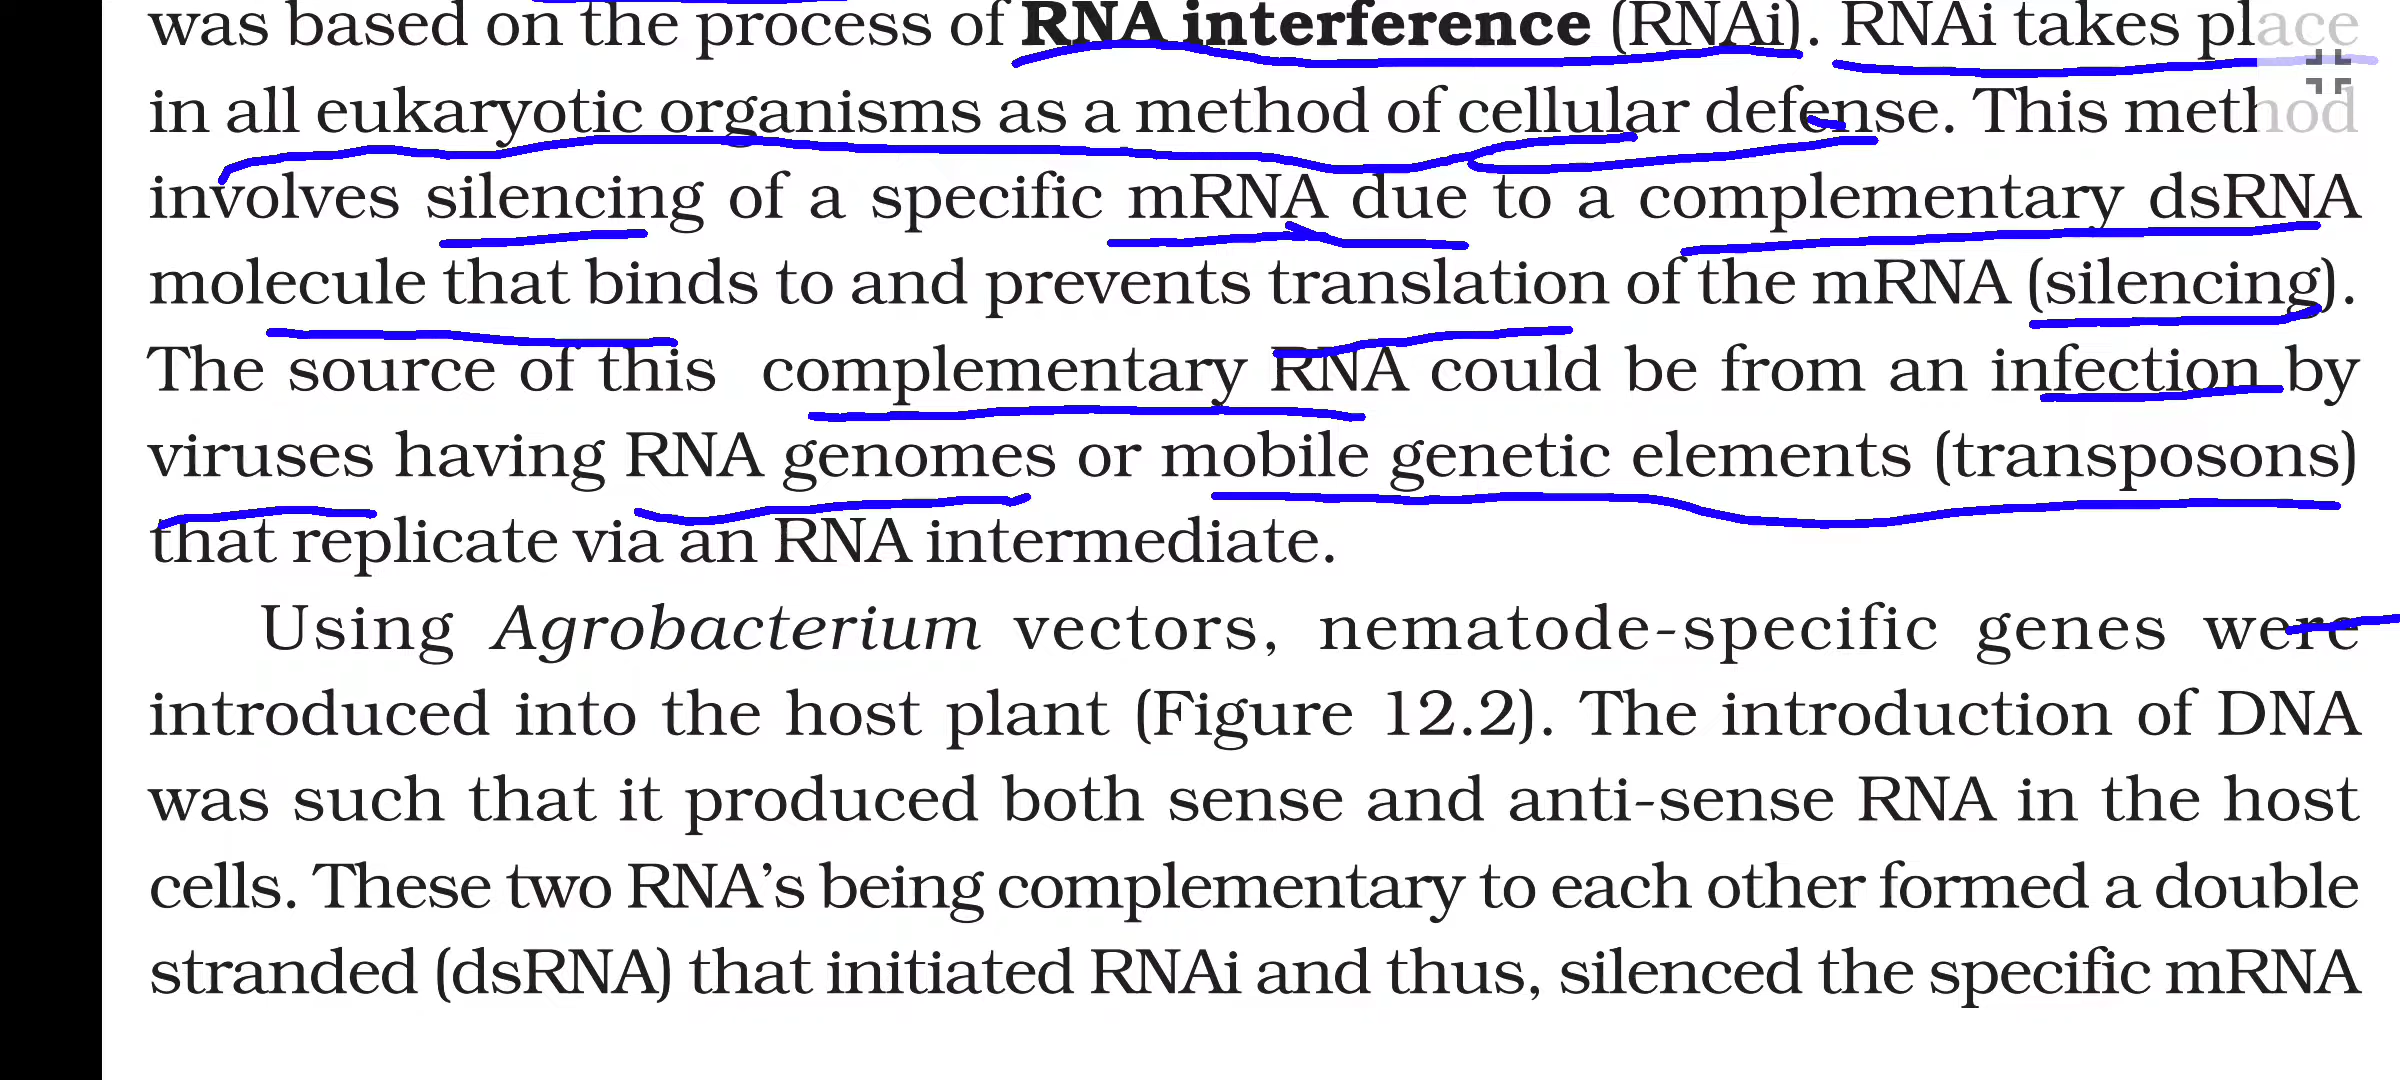 was based on the process of RNA interference (RNAi). RNAi takes place
in all eukaryotic organisms as a method of cellular defense. This method
involves silencing of a specific mRNA due to a complementary dsRNA
molecule that binds to and prevents translation of the mRNA (silencing).
The source of this complementary RNA could be from an infection by
viruses having RNA genomes or mobile genetic elements (transposons)
that replicate via an RNA intermediate.
Using Agrobacterium vectors, nematode-specific genes were
introduced into the host plant (Figure 12.2). The introduction of DNA
was such that it produced both sense and anti-sense RNA in the host
cells. These two RNA’s being complementary to each other formed a double
stranded (dsRNA) that initiated RNAi and thus, silenced the specific mRNA